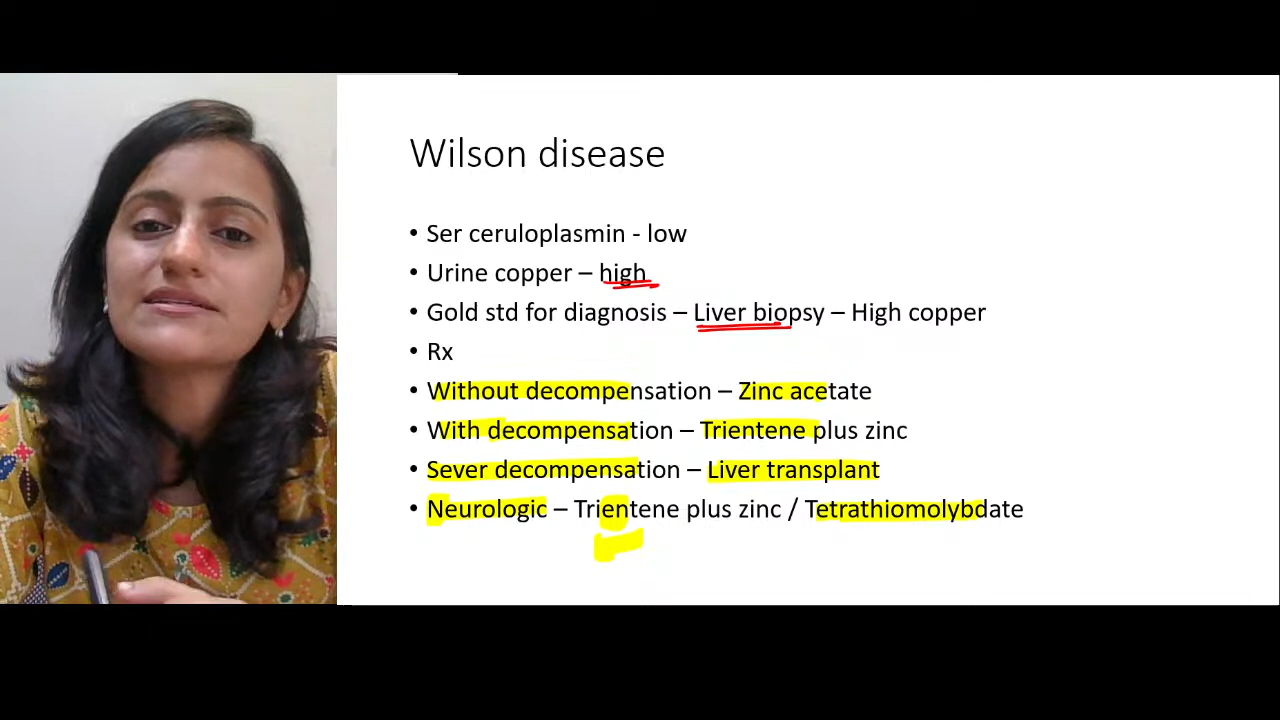 Wilson disease
• Ser ceruloplasmin - low
• Urine copper – high
• Gold std for diagnosis – Liver biopsy – High copper
• Rx
• Without decompensation – Zinc acetate
• With decompensation – Trientene plus zinc
• Sever decompensation – Liver transplant
• Neurologic – Trientene plus zinc / Tetrathiomolybdate